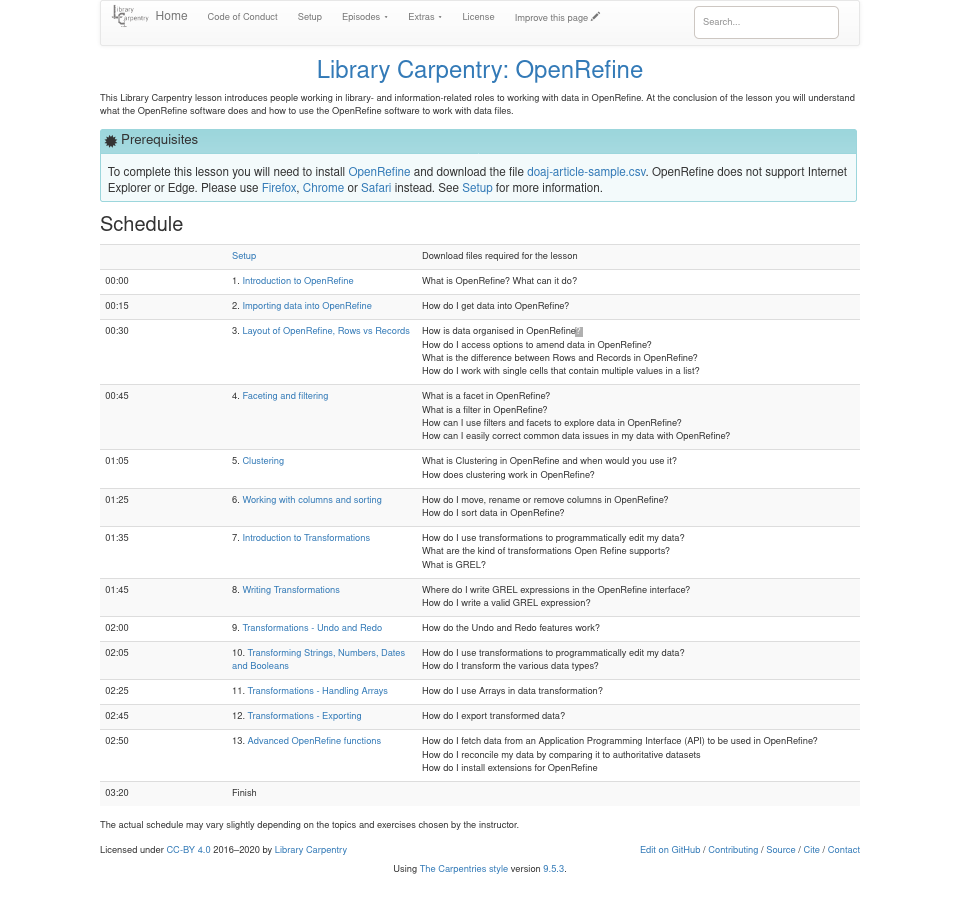 Library Carpentry
Home
Code of Conduct
Setup
Episodes
Extras
License
Improve this page
Search...
Library Carpentry: OpenRefine
This Library Carpentry lesson introduces people working in library- and information-related roles to working with data in OpenRefine. At the conclusion of the lesson you will understand
what the OpenRefine software does and how to use the OpenRefine software to work with data files.
Prerequisites
To complete this lesson you will need to install OpenRefine and download the file doaj-article-sample.csv. OpenRefine does not support Internet
Explorer or Edge. Please use Firefox, Chrome or Safari instead. See Setup for more information.
Schedule
Setup Download files required for the lesson
00:00 1. Introduction to OpenRefine What is OpenRefine? What can it do?
00:15 2. Importing data into OpenRefine How do I get data into OpenRefine?
00:30 3. Layout of OpenRefine, Rows vs Records How is data organised in OpenRefine?
How do I access options to amend data in OpenRefine?
What is the difference between Rows and Records in OpenRefine?
How do I work with single cells that contain multiple values in a list?
00:45 4. Faceting and filtering What is a facet in OpenRefine?
What is a filter in OpenRefine?
How can I use filters and facets to explore data in OpenRefine?
How can I easily correct common data issues in my data with OpenRefine?
01:05 5. Clustering What is Clustering in OpenRefine and when would you use it?
How does clustering work in OpenRefine?
01:25 6. Working with columns and sorting How do I move, rename or remove columns in OpenRefine?
How do I sort data in OpenRefine?
01:35 7. Introduction to Transformations How do I use transformations to programmatically edit my data?
What are the kind of transformations Open Refine supports?
What is GREL?
01:45 8. Writing Transformations Where do I write GREL expressions in the OpenRefine interface?
How do I write a valid GREL expression?
02:00 9. Transformations - Undo and Redo How do the Undo and Redo features work?
02:05 10. Transforming Strings, Numbers, Dates How do I use transformations to programmatically edit my data?
and Booleans How do I transform the various data types?
02:25 11. Transformations - Handling Arrays How do I use Arrays in data transformation?
02:45 12. Transformations - Exporting How do I export transformed data?
02:50 13. Advanced OpenRefine functions How do I fetch data from an Application Programming Interface (API) to be used in OpenRefine?
How do I reconcile my data by comparing it to authoritative datasets
How do I install extensions for OpenRefine
03:20 Finish
The actual schedule may vary slightly depending on the topics and exercises chosen by the instructor.
Licensed under CC-BY 4.0 2016–2020 by Library Carpentry
Edit on GitHub / Contributing / Source / Cite / Contact
Using The Carpentries style version 9.5.3.